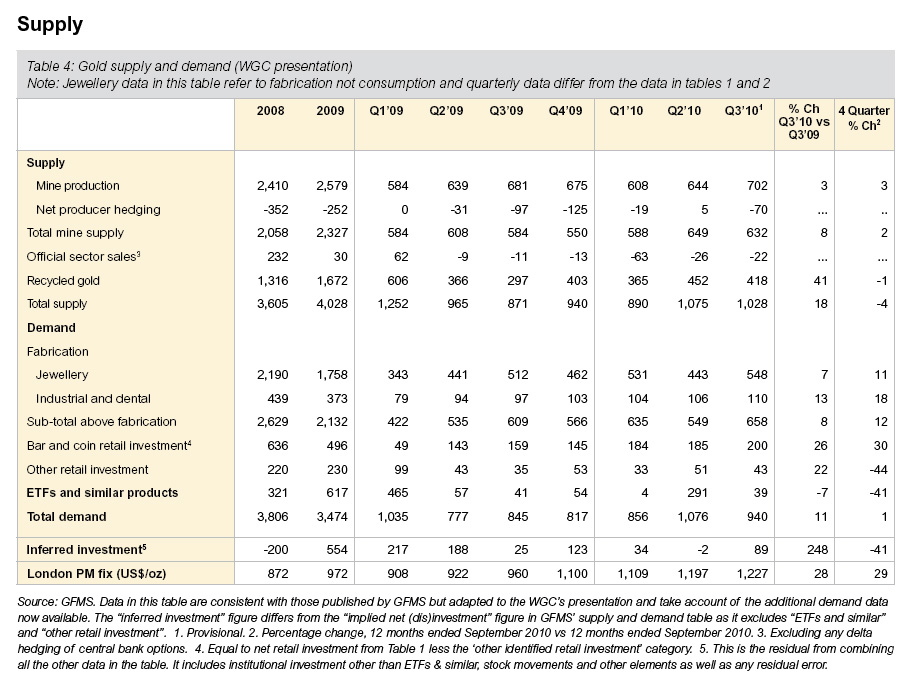 Supply
Table 4: Gold supply and demand (WGC presentation)
Note: Jewellery data in this table refer to fabrication not consumption and quarterly data differ from the data in tables 1 and 2
2008 2009 Q1'09 Q2'09 Q3'09 Q4'09 Q1'10 Q2'10 Q3'10¹ % Ch Q3'10 vs Q3'09 4 Quarter % Ch²
Supply
Mine production 2,410 2,579 584 639 681 675 608 644 702 3 3
Net producer hedging -352 -252 0 -31 -97 -125 -19 5 -70 ... ..
Total mine supply 2,058 2,327 584 608 584 550 588 649 632 8 2
Official sector sales³ 232 30 62 -9 -11 -13 -63 -26 -22 ... ...
Recycled gold 1,316 1,672 606 366 297 403 365 452 418 41 -1
Total supply 3,605 4,028 1,252 965 871 940 890 1,075 1,028 18 -4
Demand
Fabrication
Jewellery 2,190 1,758 343 441 512 462 531 443 548 7 11
Industrial and dental 439 373 79 94 97 103 104 106 110 13 18
Sub-total above fabrication 2,629 2,132 422 535 609 566 635 549 658 8 12
Bar and coin retail investment⁴ 636 496 49 143 159 145 184 185 200 26 30
Other retail investment 220 230 99 43 35 53 33 51 43 22 -44
ETFs and similar products 321 617 465 57 41 54 4 291 39 -7 -41
Total demand 3,806 3,474 1,035 777 845 817 856 1,076 940 11 1
Inferred investment⁵ -200 554 217 188 25 123 34 -2 89 248 -41
London PM fix (US$/oz) 872 972 908 922 960 1,100 1,109 1,197 1,227 28 29
Source: GFMS. Data in this table are consistent with those published by GFMS but adapted to the WGC's presentation and take account of the additional demand data
now available. The "inferred investment" figure differs from the "implied net (dis)investment" figure in GFMS' supply and demand table as it excludes "ETFs and similar"
and "other retail investment". 1. Provisional. 2. Percentage change, 12 months ended September 2010 vs 12 months ended September 2010. 3. Excluding any delta
hedging of central bank options. 4. Equal to net retail investment from Table 1 less the 'other identified retail investment' category. 5. This is the residual from combining
all the other data in the table. It includes institutional investment other than ETFs & similar, stock movements and other elements as well as any residual error.